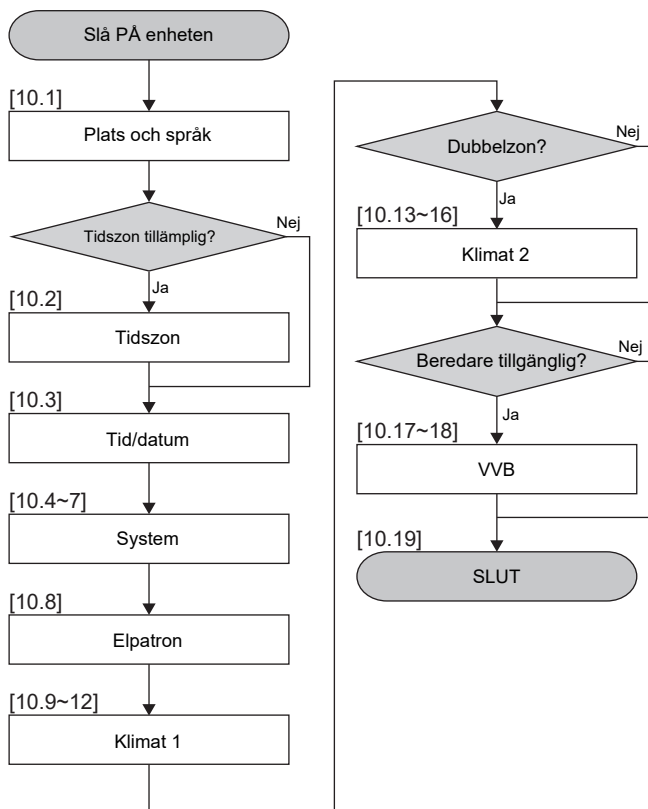 Slå PÅ enheten
[10.1]
Plats och språk
Tidszon tillämplig?
Nej
Ja
[10.2]
Tidszon
[10.3]
Tid/datum
[10.4~7]
System
[10.8]
Elpatron
[10.9~12]
Klimat 1
Dubbelzon?
Nej
Ja
[10.13~16]
Klimat 2
Beredare tillgänglig?
Nej
Ja
[10.17~18]
VVB
[10.19]
SLUT